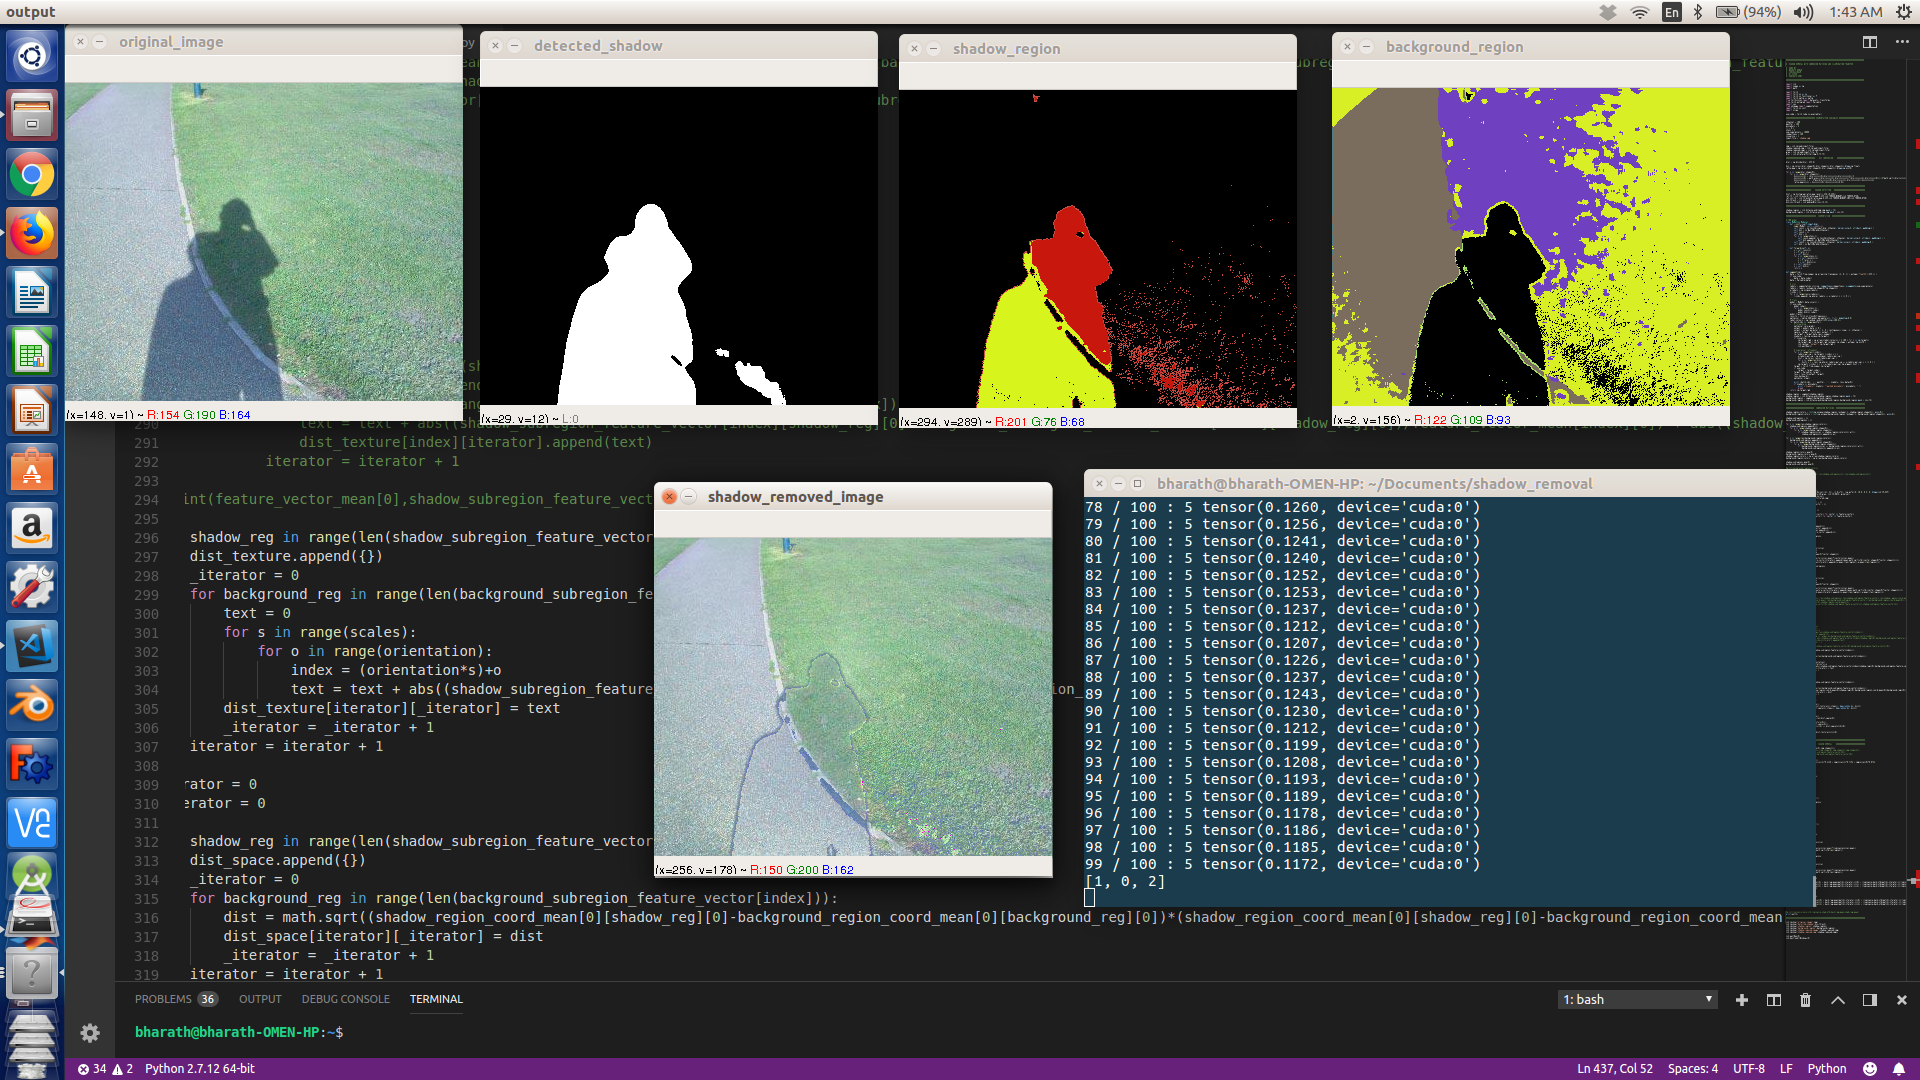 output
En
(94%)
1:43 AM
original_image
detected_shadow
shadow_region
background_region
(x=148, y=1) ~ R:154 G:190 B:164
(x=29, y=12) ~ L:0
(x=294, y=289) ~ R:201 G:76 B:68
(x=2, y=156) ~ R:122 G:109 B:93
290
291 dist_texture[index][iterator].append(text)
292 iterator = iterator + 1
293
294 int(feature_vector_mean[0],shadow_subregion_feature_vect
295
296 shadow_reg in range(len(shadow_subregion_feature_vector
297 dist_texture.append({})
298 _iterator = 0
299 for background_reg in range(len(background_subregion_fe
300 text = 0
301 for s in range(scales):
302 for o in range(orientation):
303 index = (orientation*s)+o
304 text = text + abs((shadow_subregion_feature_
305 dist_texture[iterator][_iterator] = text
306 _iterator = _iterator + 1
307 iterator = iterator + 1
308
309 rator = 0
310 erator = 0
311
312 shadow_reg in range(len(shadow_subregion_feature_vector
313 dist_space.append({})
314 _iterator = 0
315 for background_reg in range(len(background_subregion_feature_vector[index])):
316 dist = math.sqrt((shadow_region_coord_mean[0][shadow_reg][0]-background_region_coord_mean[0][background_reg][0])*(shadow_region_coord_mean[0][shadow_reg][0]-background_region_coord_mean
317 dist_space[iterator][_iterator] = dist
318 _iterator = _iterator + 1
319 iterator = iterator + 1
shadow_removed_image
(x=256, y=178) ~ R:150 G:200 B:162
bharath@bharath-OMEN-HP: ~/Documents/shadow_removal
78 / 100 : 5 tensor(0.1260, device='cuda:0')
79 / 100 : 5 tensor(0.1256, device='cuda:0')
80 / 100 : 5 tensor(0.1241, device='cuda:0')
81 / 100 : 5 tensor(0.1240, device='cuda:0')
82 / 100 : 5 tensor(0.1252, device='cuda:0')
83 / 100 : 5 tensor(0.1253, device='cuda:0')
84 / 100 : 5 tensor(0.1237, device='cuda:0')
85 / 100 : 5 tensor(0.1212, device='cuda:0')
86 / 100 : 5 tensor(0.1207, device='cuda:0')
87 / 100 : 5 tensor(0.1226, device='cuda:0')
88 / 100 : 5 tensor(0.1237, device='cuda:0')
89 / 100 : 5 tensor(0.1243, device='cuda:0')
90 / 100 : 5 tensor(0.1230, device='cuda:0')
91 / 100 : 5 tensor(0.1212, device='cuda:0')
92 / 100 : 5 tensor(0.1199, device='cuda:0')
93 / 100 : 5 tensor(0.1208, device='cuda:0')
94 / 100 : 5 tensor(0.1193, device='cuda:0')
95 / 100 : 5 tensor(0.1189, device='cuda:0')
96 / 100 : 5 tensor(0.1178, device='cuda:0')
97 / 100 : 5 tensor(0.1186, device='cuda:0')
98 / 100 : 5 tensor(0.1185, device='cuda:0')
99 / 100 : 5 tensor(0.1172, device='cuda:0')
[1, 0, 2]
PROBLEMS 36 OUTPUT DEBUG CONSOLE TERMINAL
1: bash
bharath@bharath-OMEN-HP:~$
34 2 Python 2.7.12 64-bit
Ln 437, Col 52 Spaces: 4 UTF-8 LF Python